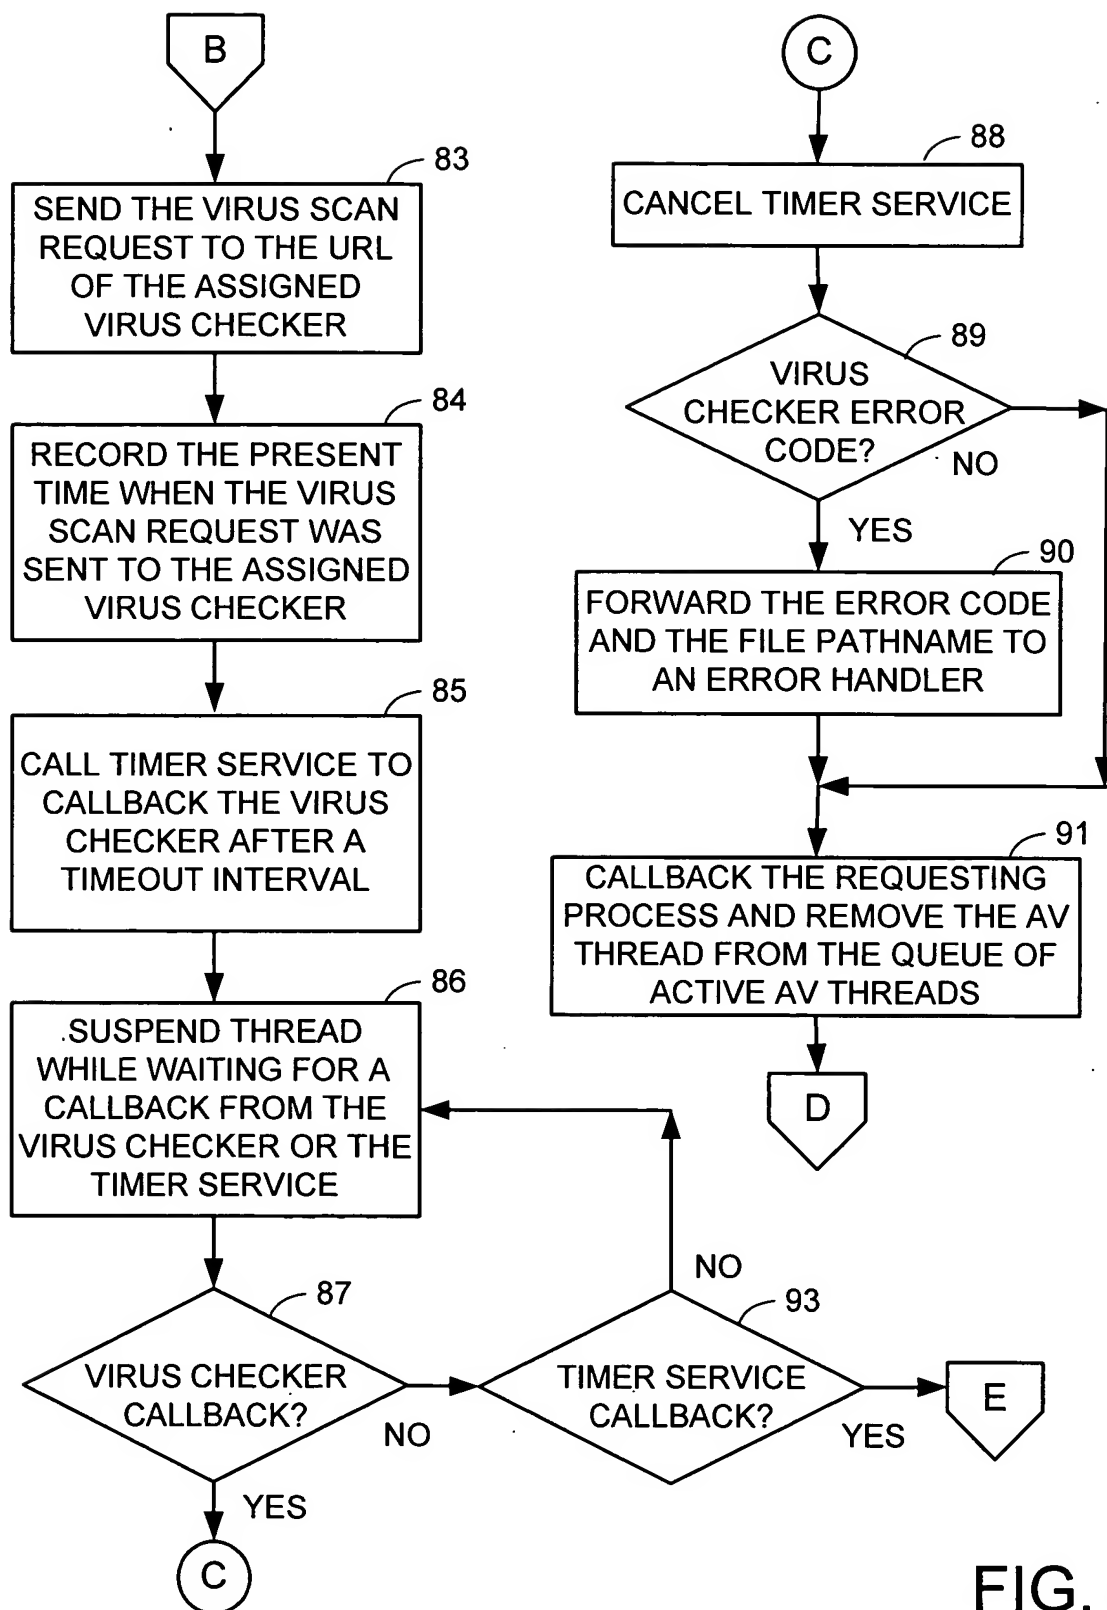 B
83
SEND THE VIRUS SCAN
REQUEST TO THE URL
OF THE ASSIGNED
VIRUS CHECKER
84
RECORD THE PRESENT
TIME WHEN THE VIRUS
SCAN REQUEST WAS
SENT TO THE ASSIGNED
VIRUS CHECKER
85
CALL TIMER SERVICE TO
CALLBACK THE VIRUS
CHECKER AFTER A
TIMEOUT INTERVAL
86
SUSPEND THREAD
WHILE WAITING FOR A
CALLBACK FROM THE
VIRUS CHECKER OR THE
TIMER SERVICE
87
VIRUS CHECKER
CALLBACK?
NO
YES
C
93
TIMER SERVICE
CALLBACK?
NO
YES
E
C
88
CANCEL TIMER SERVICE
89
VIRUS
CHECKER ERROR
CODE?
NO
YES
90
FORWARD THE ERROR CODE
AND THE FILE PATHNAME TO
AN ERROR HANDLER
91
CALLBACK THE REQUESTING
PROCESS AND REMOVE THE AV
THREAD FROM THE QUEUE OF
ACTIVE AV THREADS
D
FIG.